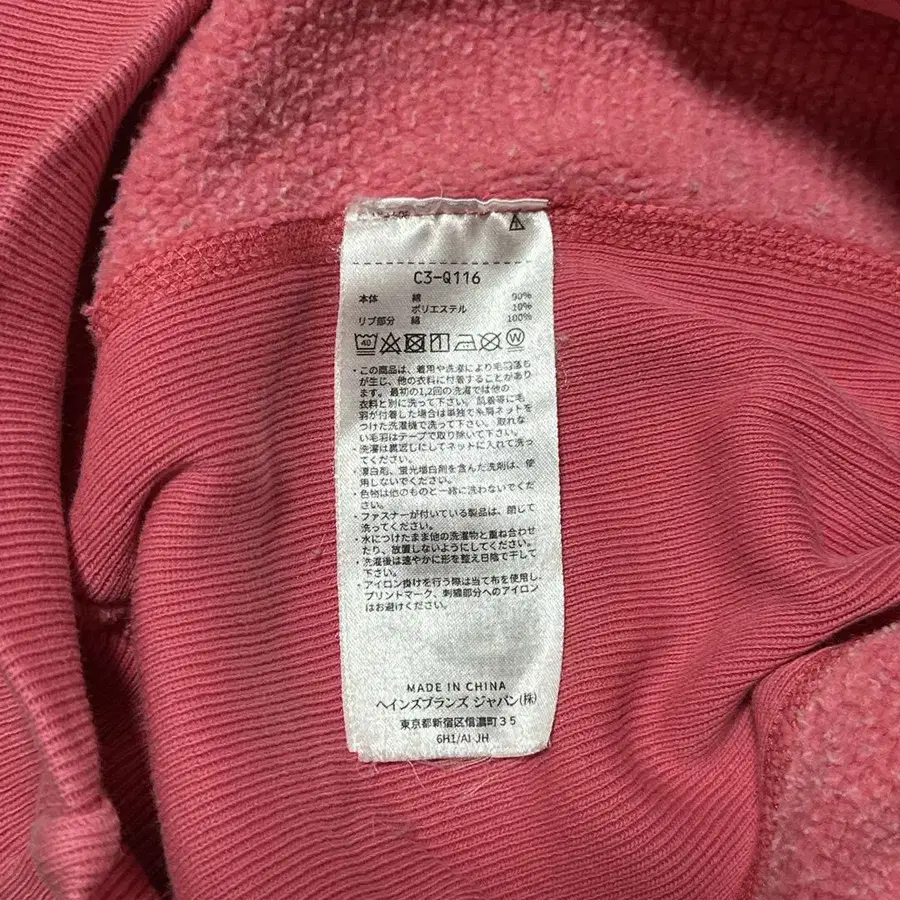 C3-Q116
本体 綿 90%
ポリエステル 10%
リブ部分 綿 100%
40 W
・この商品は、着用や洗濯により毛羽落ち
が生じ、他の衣料に付着することがあり
ます。最初の1,2回の洗濯では他の
衣料と別に洗って下さい。肌着等に毛
羽が付着した場合は単独で糸屑ネットを
つけた洗濯機で洗って下さい。取れな
い毛羽はテープで取り除いて下さい。
・洗濯は裏返しにしてネットに入れて洗っ
てください。
・漂白剤、蛍光増白剤を含んだ洗剤は、使
用しないでください。
・色物は他のものと一緒に洗わないでくだ
さい。
・ファスナーが付いている製品は、閉じて
洗ってください。
・水につけたまま他の洗濯物と重ね合わせ
たり、放置しないようにしてください。
・洗濯後は速やかに形を整え日陰で干して
下さい。
・アイロン掛けを行う際は当て布を使用し、
プリントマーク、刺繍部分へのアイロン
はお避けください。
MADE IN CHINA
ヘインズブランズ ジャパン(株)
東京都新宿区信濃町35
6H1/AI JH